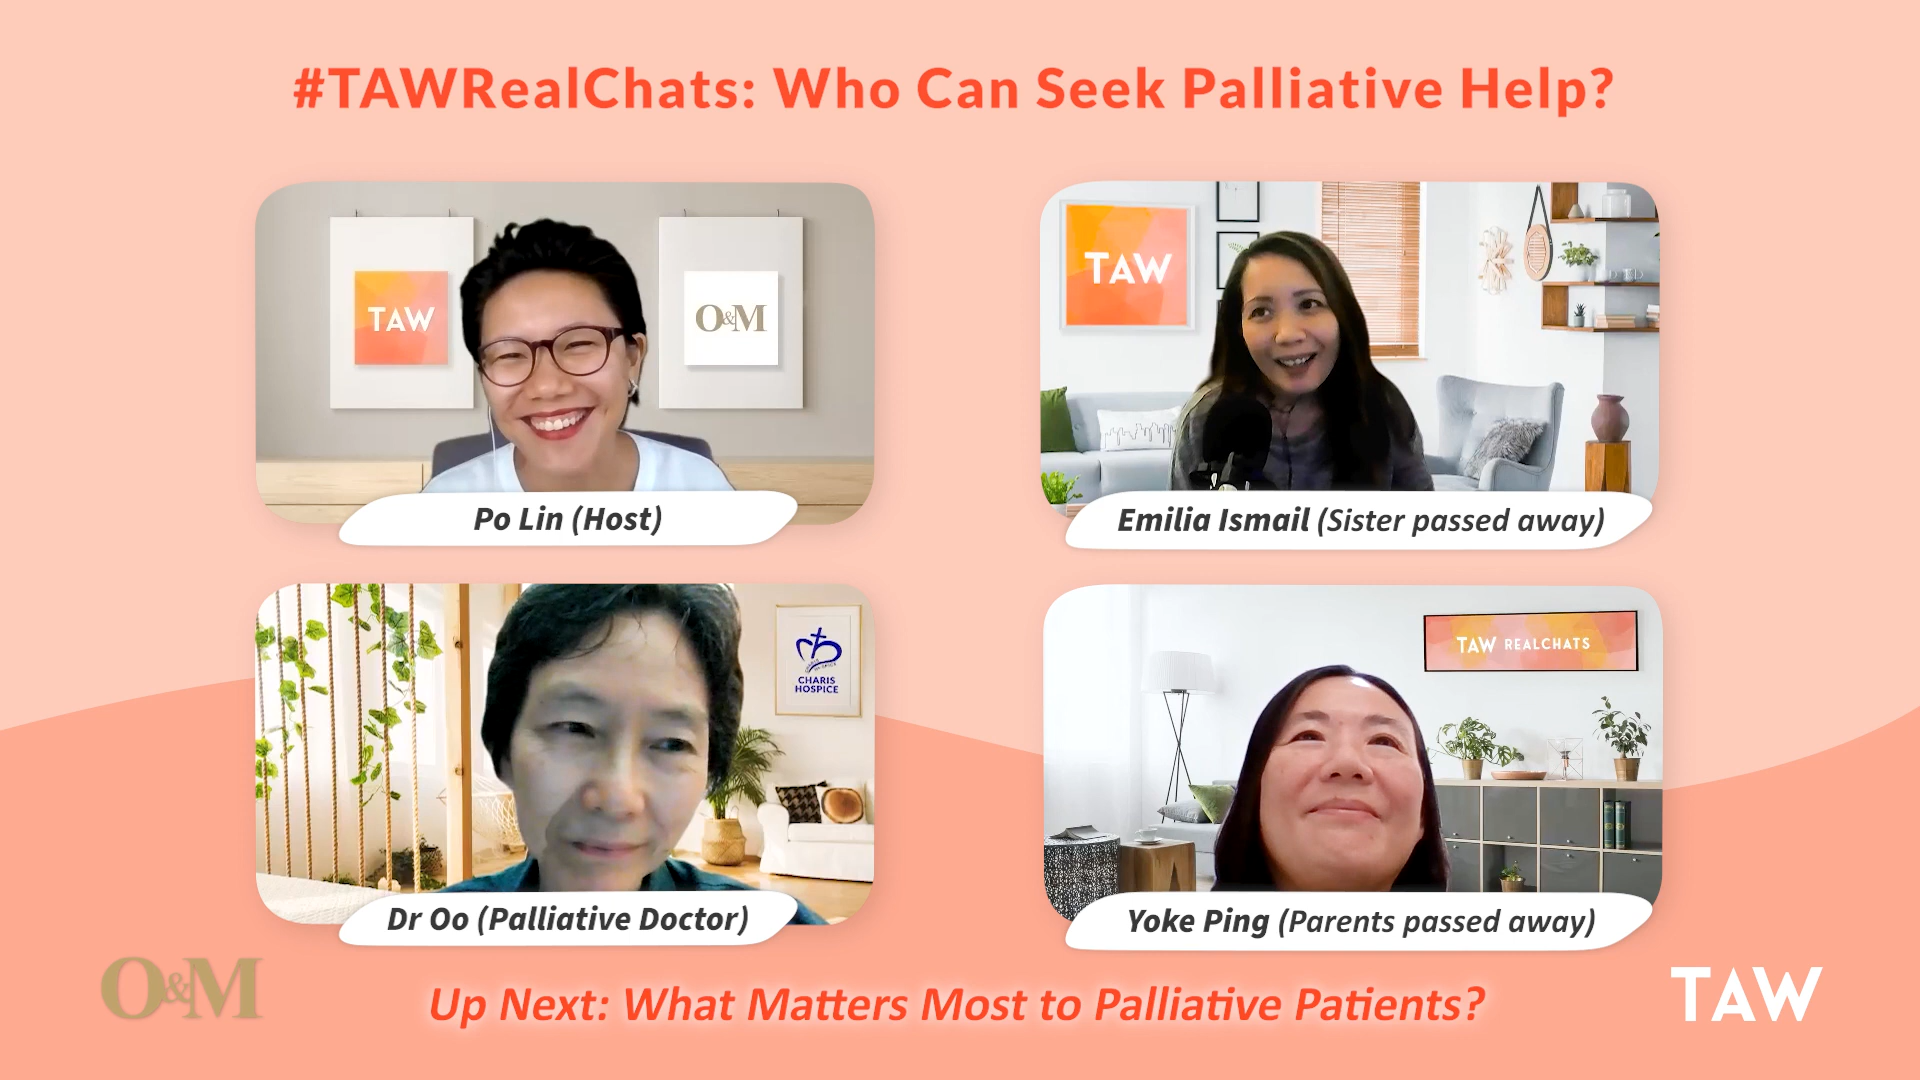 #TAWRealChats: Who Can Seek Palliative Help?
TAW
O&M
Po Lin (Host)
TAW
Emilia Ismail (Sister passed away)
CHARIS
HOSPICE
Dr Oo (Palliative Doctor)
TAW REALCHATS
Yoke Ping (Parents passed away)
O&M
Up Next: What Matters Most to Palliative Patients?
TAW